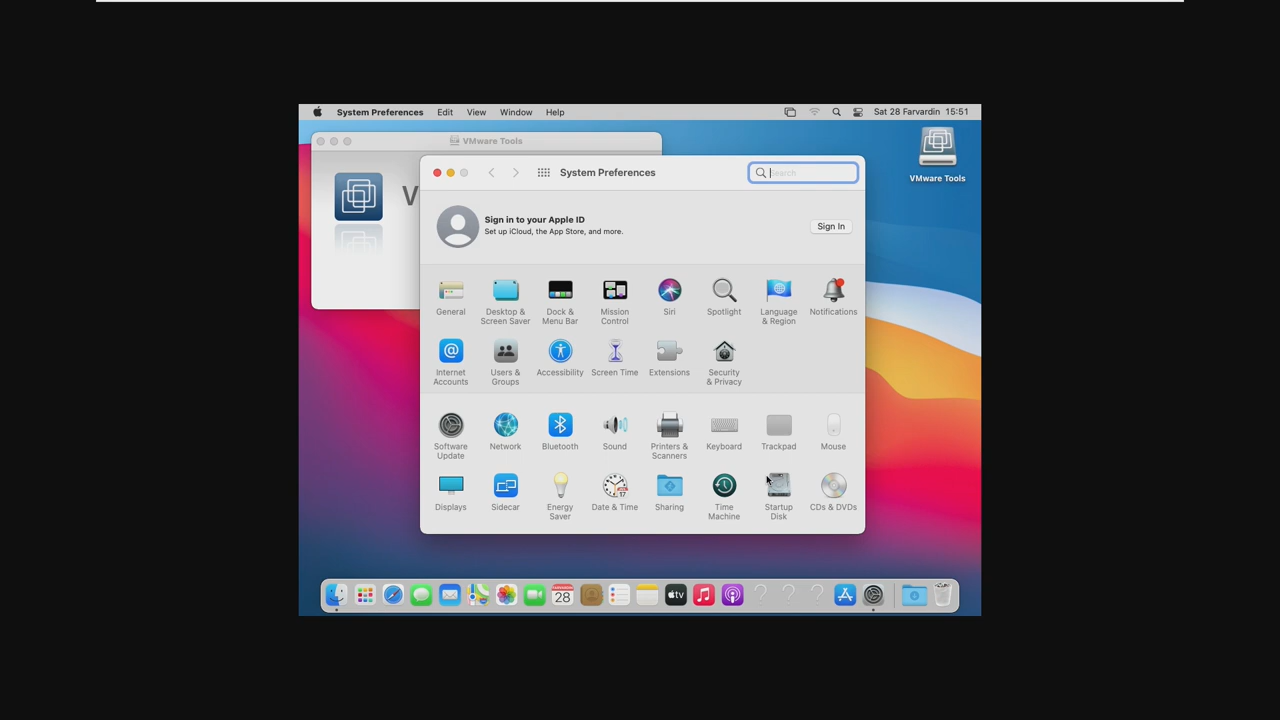 System Preferences Edit View Window Help Sat 28 Farvardin 15:51
VMware Tools
VMware Tools
V
System Preferences
Search
Sign in to your Apple ID
Set up iCloud, the App Store, and more.
Sign In
General
Desktop & Screen Saver
Dock & Menu Bar
Mission Control
Siri
Spotlight
Language & Region
Notifications
Internet Accounts
Users & Groups
Accessibility
Screen Time
Extensions
Security & Privacy
Software Update
Network
Bluetooth
Sound
Printers & Scanners
Keyboard
Trackpad
Mouse
Displays
Sidecar
Energy Saver
Date & Time
Sharing
Time Machine
Startup Disk
CDs & DVDs
17
28
tv